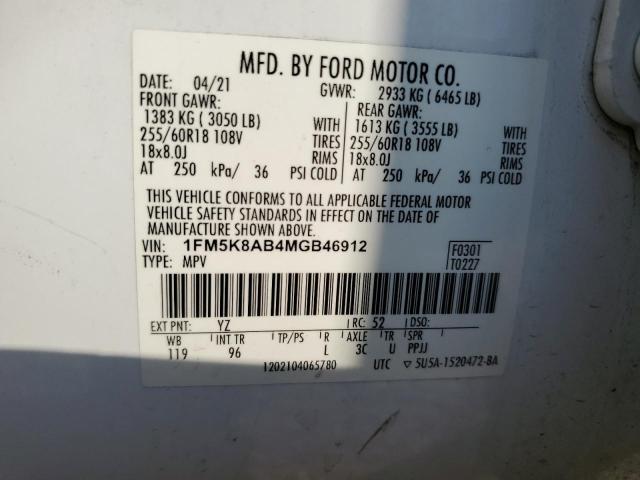 MFD. BY FORD MOTOR CO.
DATE: 04/21 GVWR: 2933 KG ( 6465 LB)
FRONT GAWR: REAR GAWR:
1383 KG ( 3050 LB) WITH 1613 KG ( 3555 LB) WITH
255/60R18 108V TIRES 255/60R18 108V TIRES
18x8.0J RIMS 18x8.0J RIMS
AT 250 kPa/ 36 PSI COLD AT 250 kPa/ 36 PSI COLD
THIS VEHICLE CONFORMS TO ALL APPLICABLE FEDERAL MOTOR
VEHICLE SAFETY STANDARDS IN EFFECT ON THE DATE OF
MANUFACTURE SHOWN ABOVE.
VIN: 1FM5K8AB4MGB46912 F0301
TYPE: MPV T0227
EXT PNT: YZ RC: 52 DSO:
WB INT TR TP/PS R AXLE TR SPR
119 96 L 3C U PPJJ
1202104065780 UTC ▽ 5U5A-1520472-BA